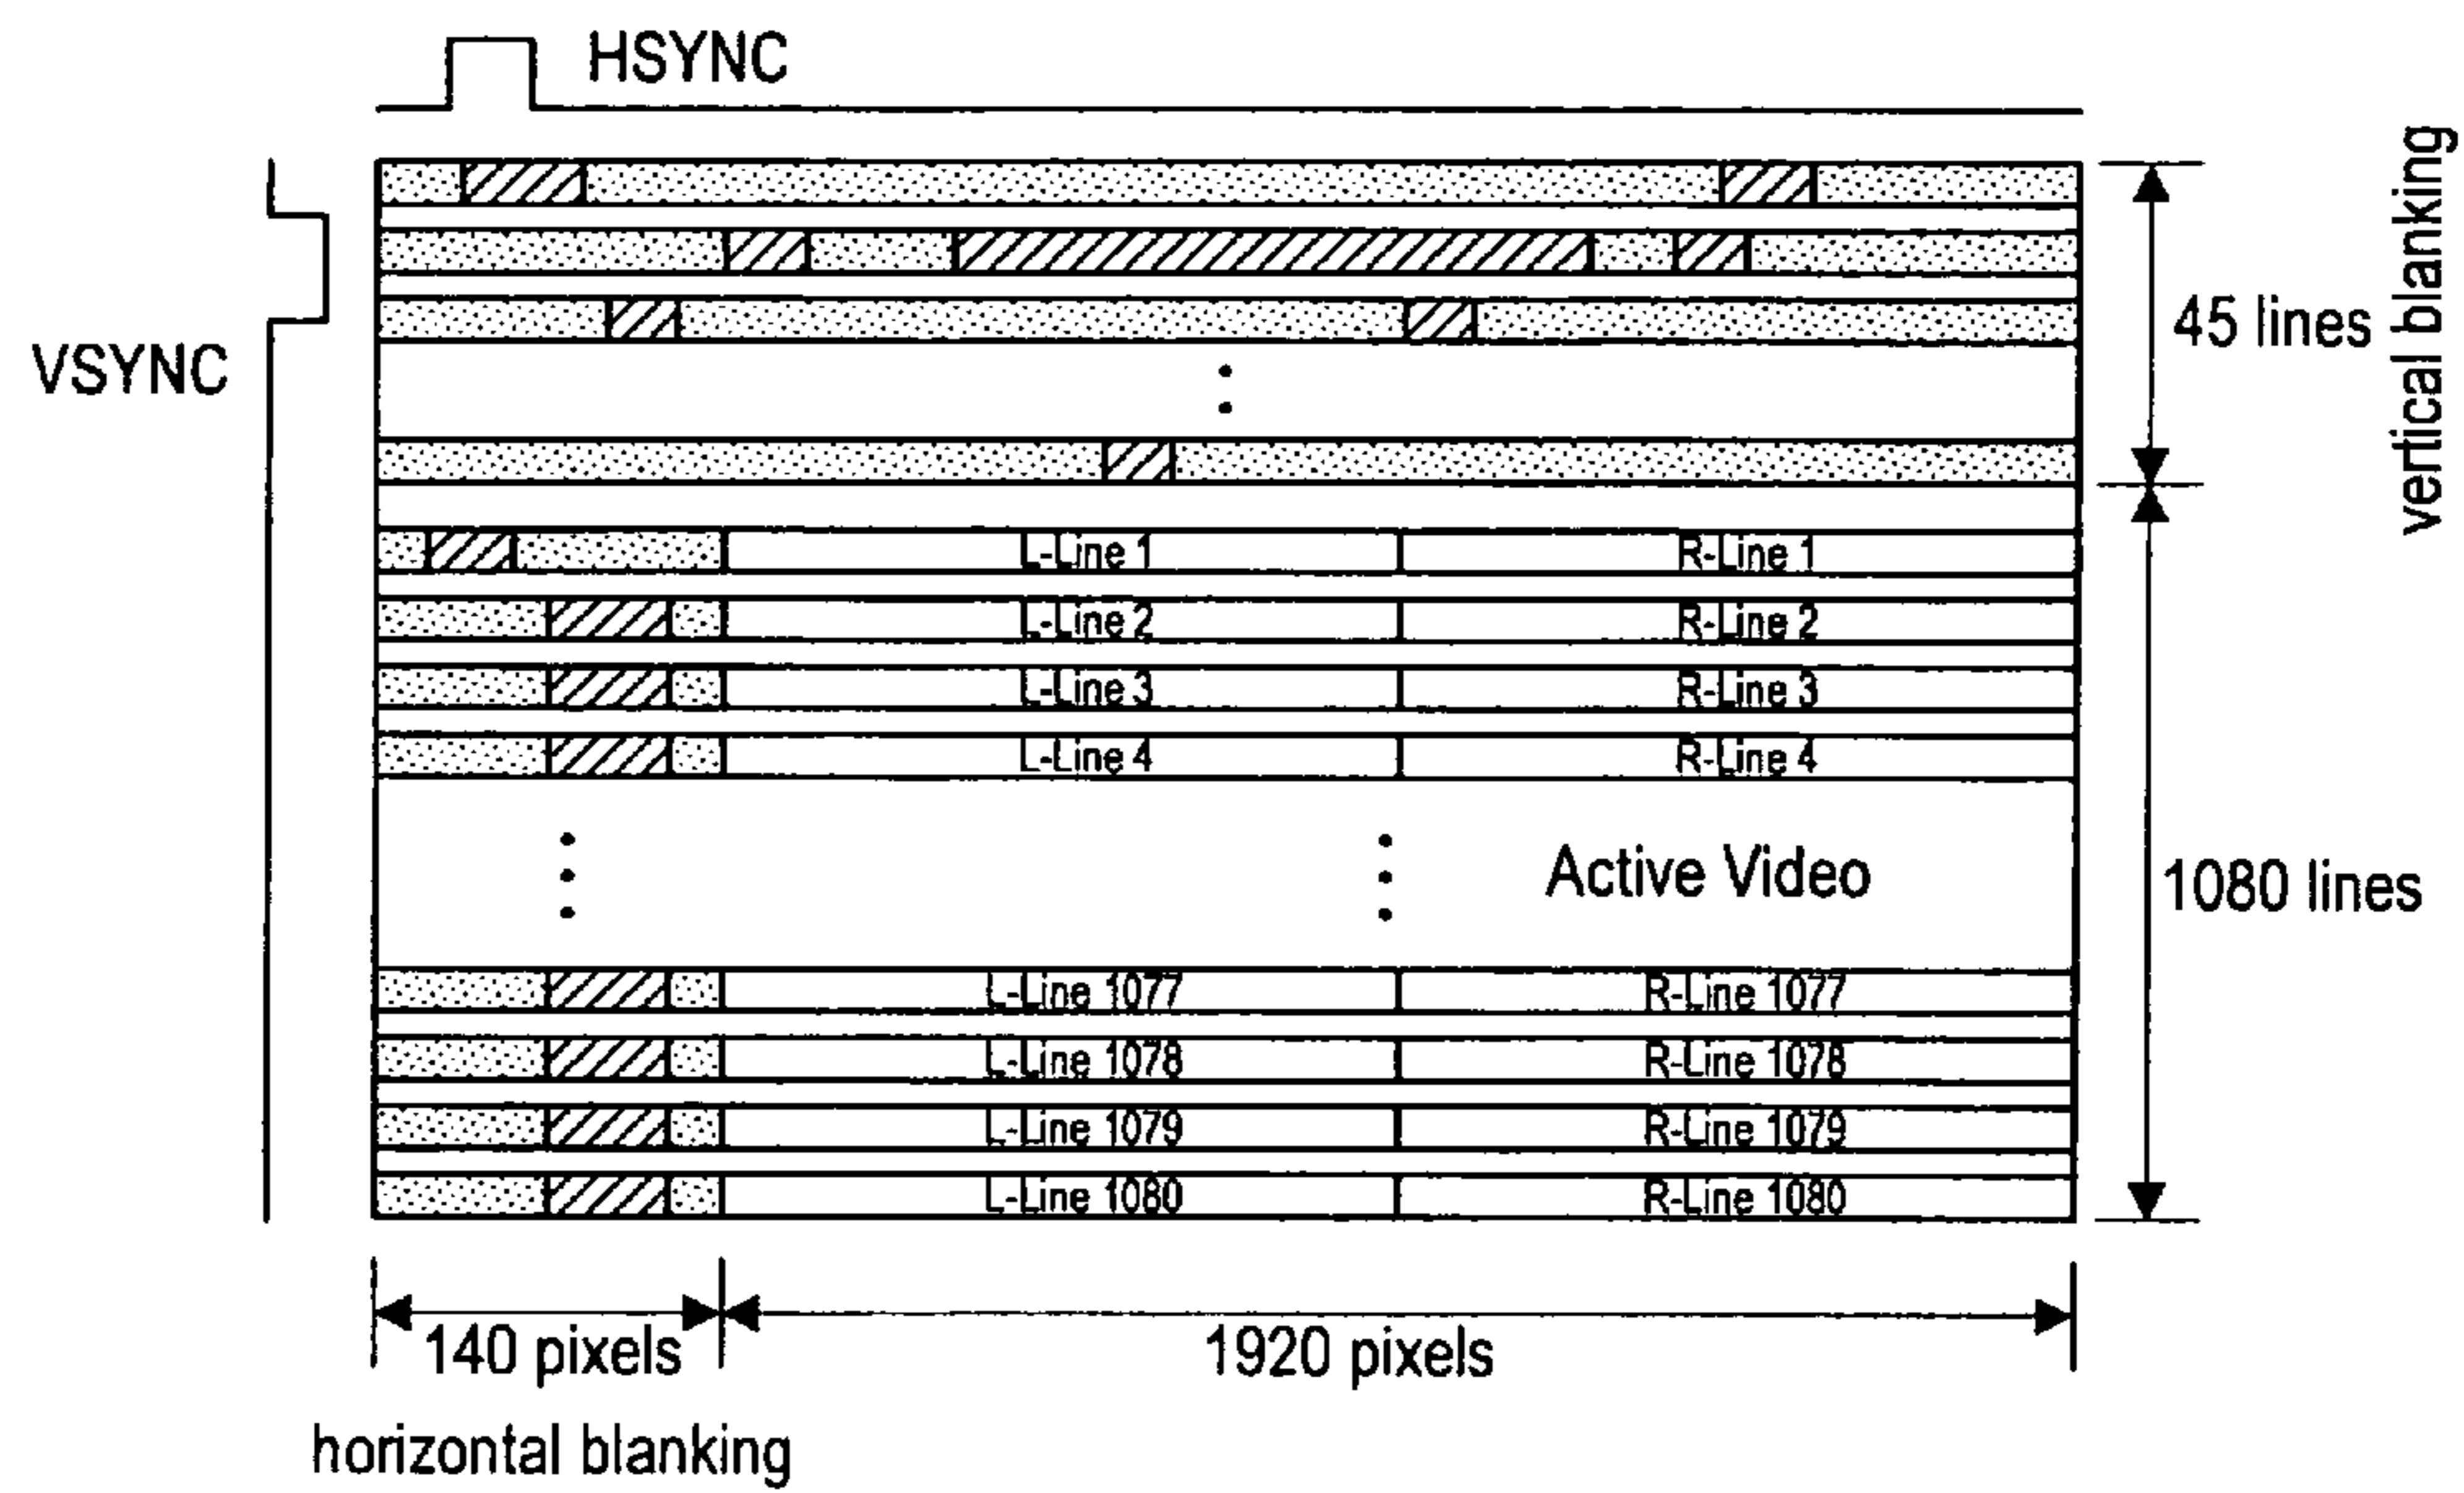 HSYNC
VSYNC
45 lines
vertical blanking
L-Line 1 R-Line 1
L-Line 2 R-Line 2
L-Line 3 R-Line 3
L-Line 4 R-Line 4
Active Video
1080 lines
L-Line 1077 R-Line 1077
L-Line 1078 R-Line 1078
L-Line 1079 R-Line 1079
L-Line 1080 R-Line 1080
140 pixels 1920 pixels
horizontal blanking